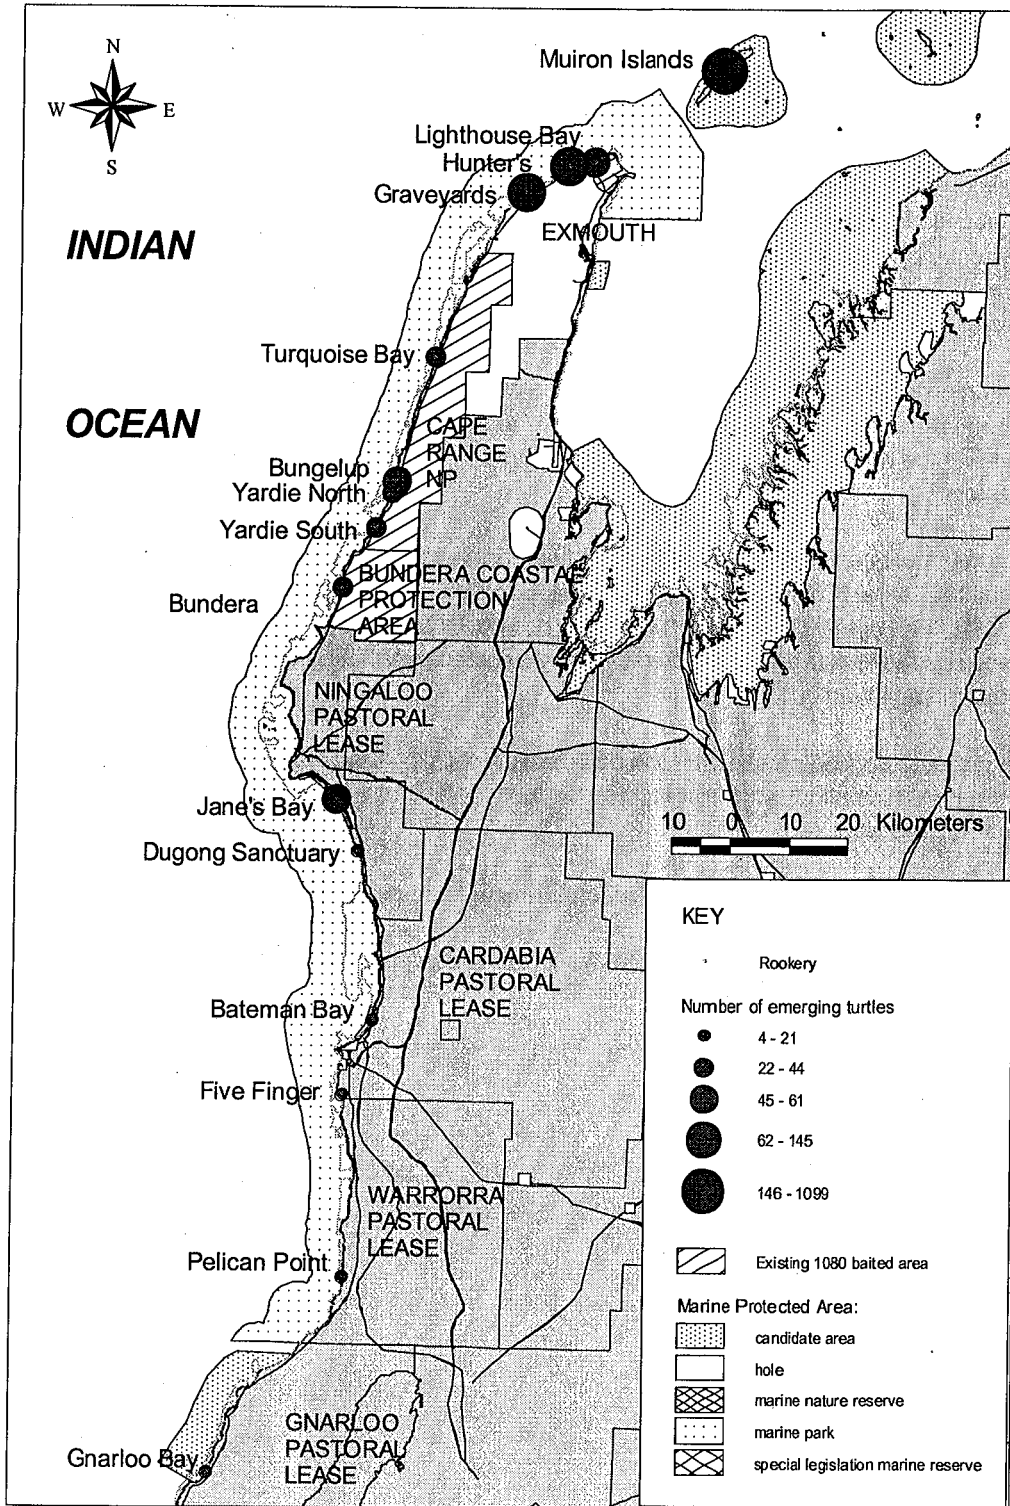 N
W E
S
Muiron Islands
Lighthouse Bay
Hunter's
Graveyards
EXMOUTH
INDIAN
Turquoise Bay
OCEAN
CAPE
RANGE
NP
Bungelup
Yardie North
Yardie South
BUNDERA COASTAL
PROTECTION
AREA
Bundera
NINGALOO
PASTORAL
LEASE
Jane's Bay
10 0 10 20 Kilometers
Dugong Sanctuary
CARDABIA
PASTORAL
LEASE
Bateman Bay
Five Finger
WARRORRA
PASTORAL
LEASE
Pelican Point
GNARLOO
PASTORAL
LEASE
Gnarloo Bay
KEY
Rookery
Number of emerging turtles
4 - 21
22 - 44
45 - 61
62 - 145
146 - 1099
Existing 1080 baited area
Marine Protected Area:
candidate area
hole
marine nature reserve
marine park
special legislation marine reserve